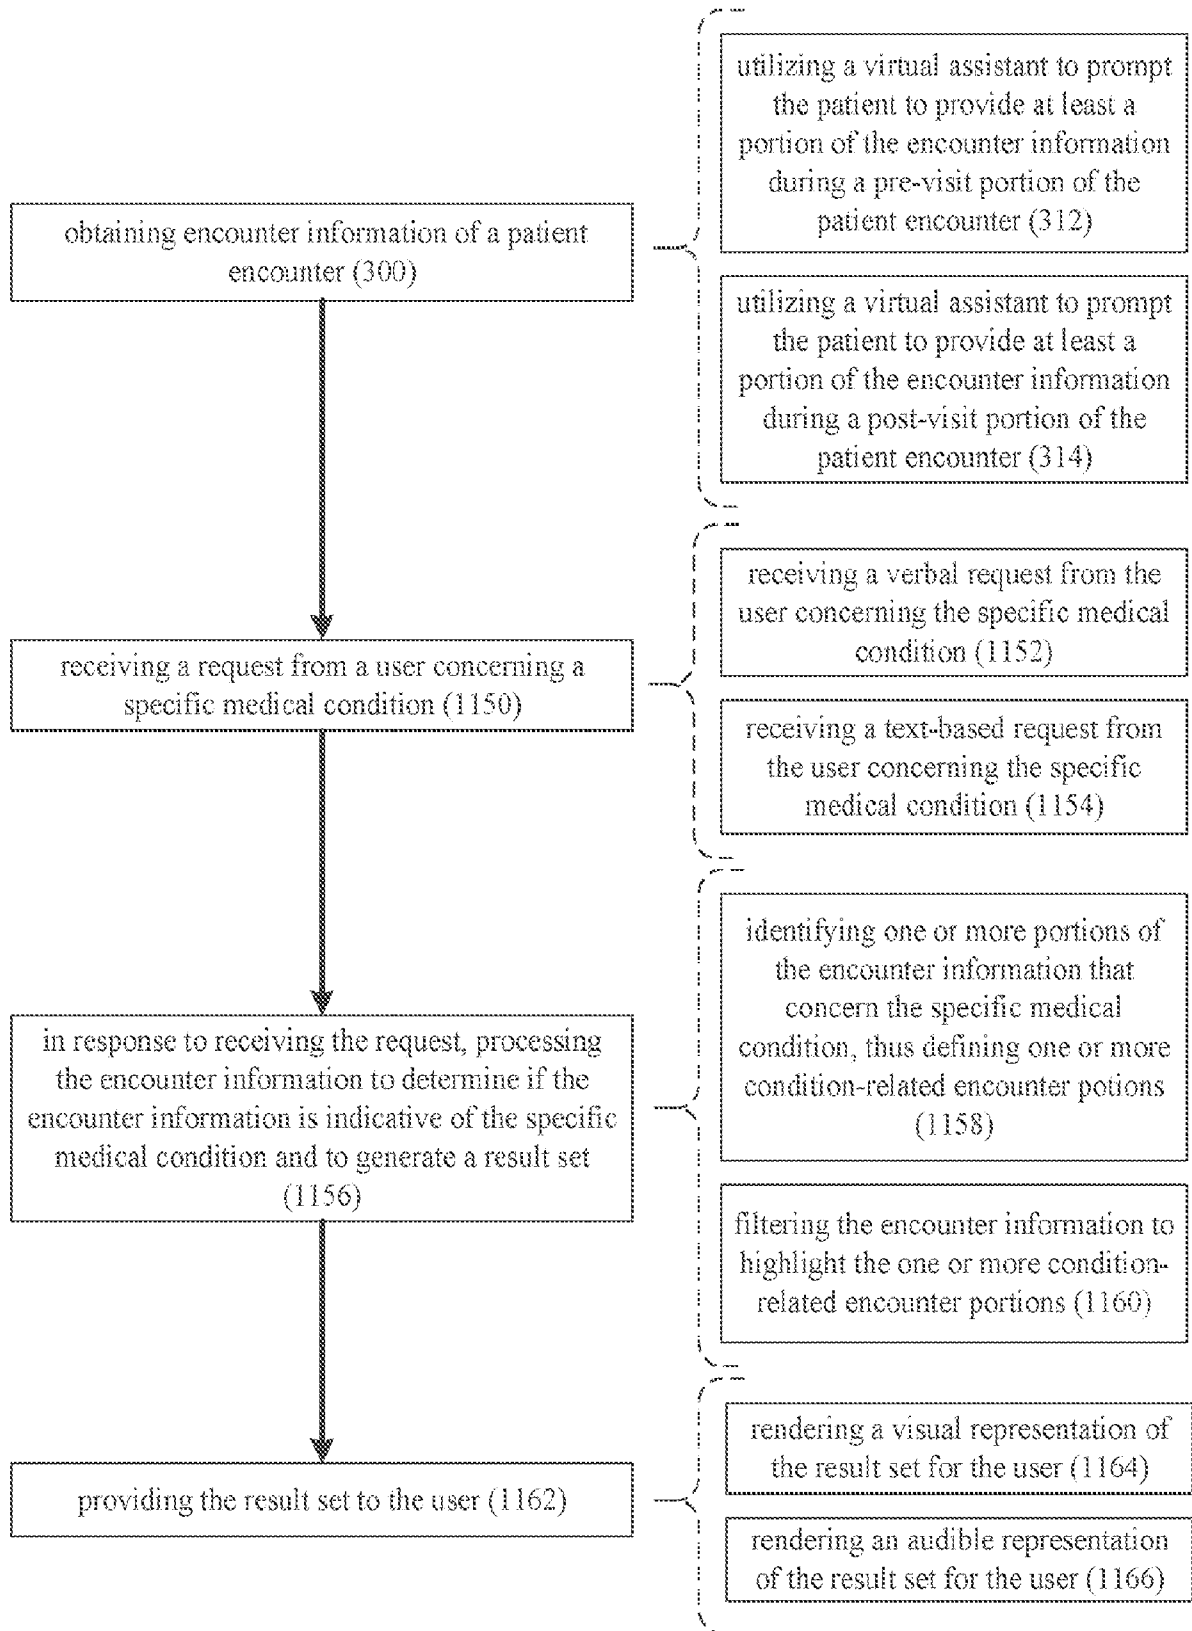 utilizing a virtual assistant to prompt
the patient to provide at least a
portion of the encounter information
during a pre-visit portion of the
patient encounter (312)
obtaining encounter information of a patient
encounter (300)
utilizing a virtual assistant to prompt
the patient to provide at least a
portion of the encounter information
during a post-visit portion of the
patient encounter (314)
receiving a verbal request from the
user concerning the specific medical
condition (1152)
receiving a request from a user concerning a
specific medical condition (1150)
receiving a text-based request from
the user concerning the specific
medical condition (1154)
identifying one or more portions of
the encounter information that
concern the specific medical
condition, thus defining one or more
condition-related encounter potions
(1158)
in response to receiving the request, processing
the encounter information to determine if the
encounter information is indicative of the specific
medical condition and to generate a result set
(1156)
filtering the encounter information to
highlight the one or more condition-
related encounter portions (1160)
rendering a visual representation of
the result set for the user (1164)
providing the result set to the user (1162)
rendering an audible representation
of the result set for the user (1166)